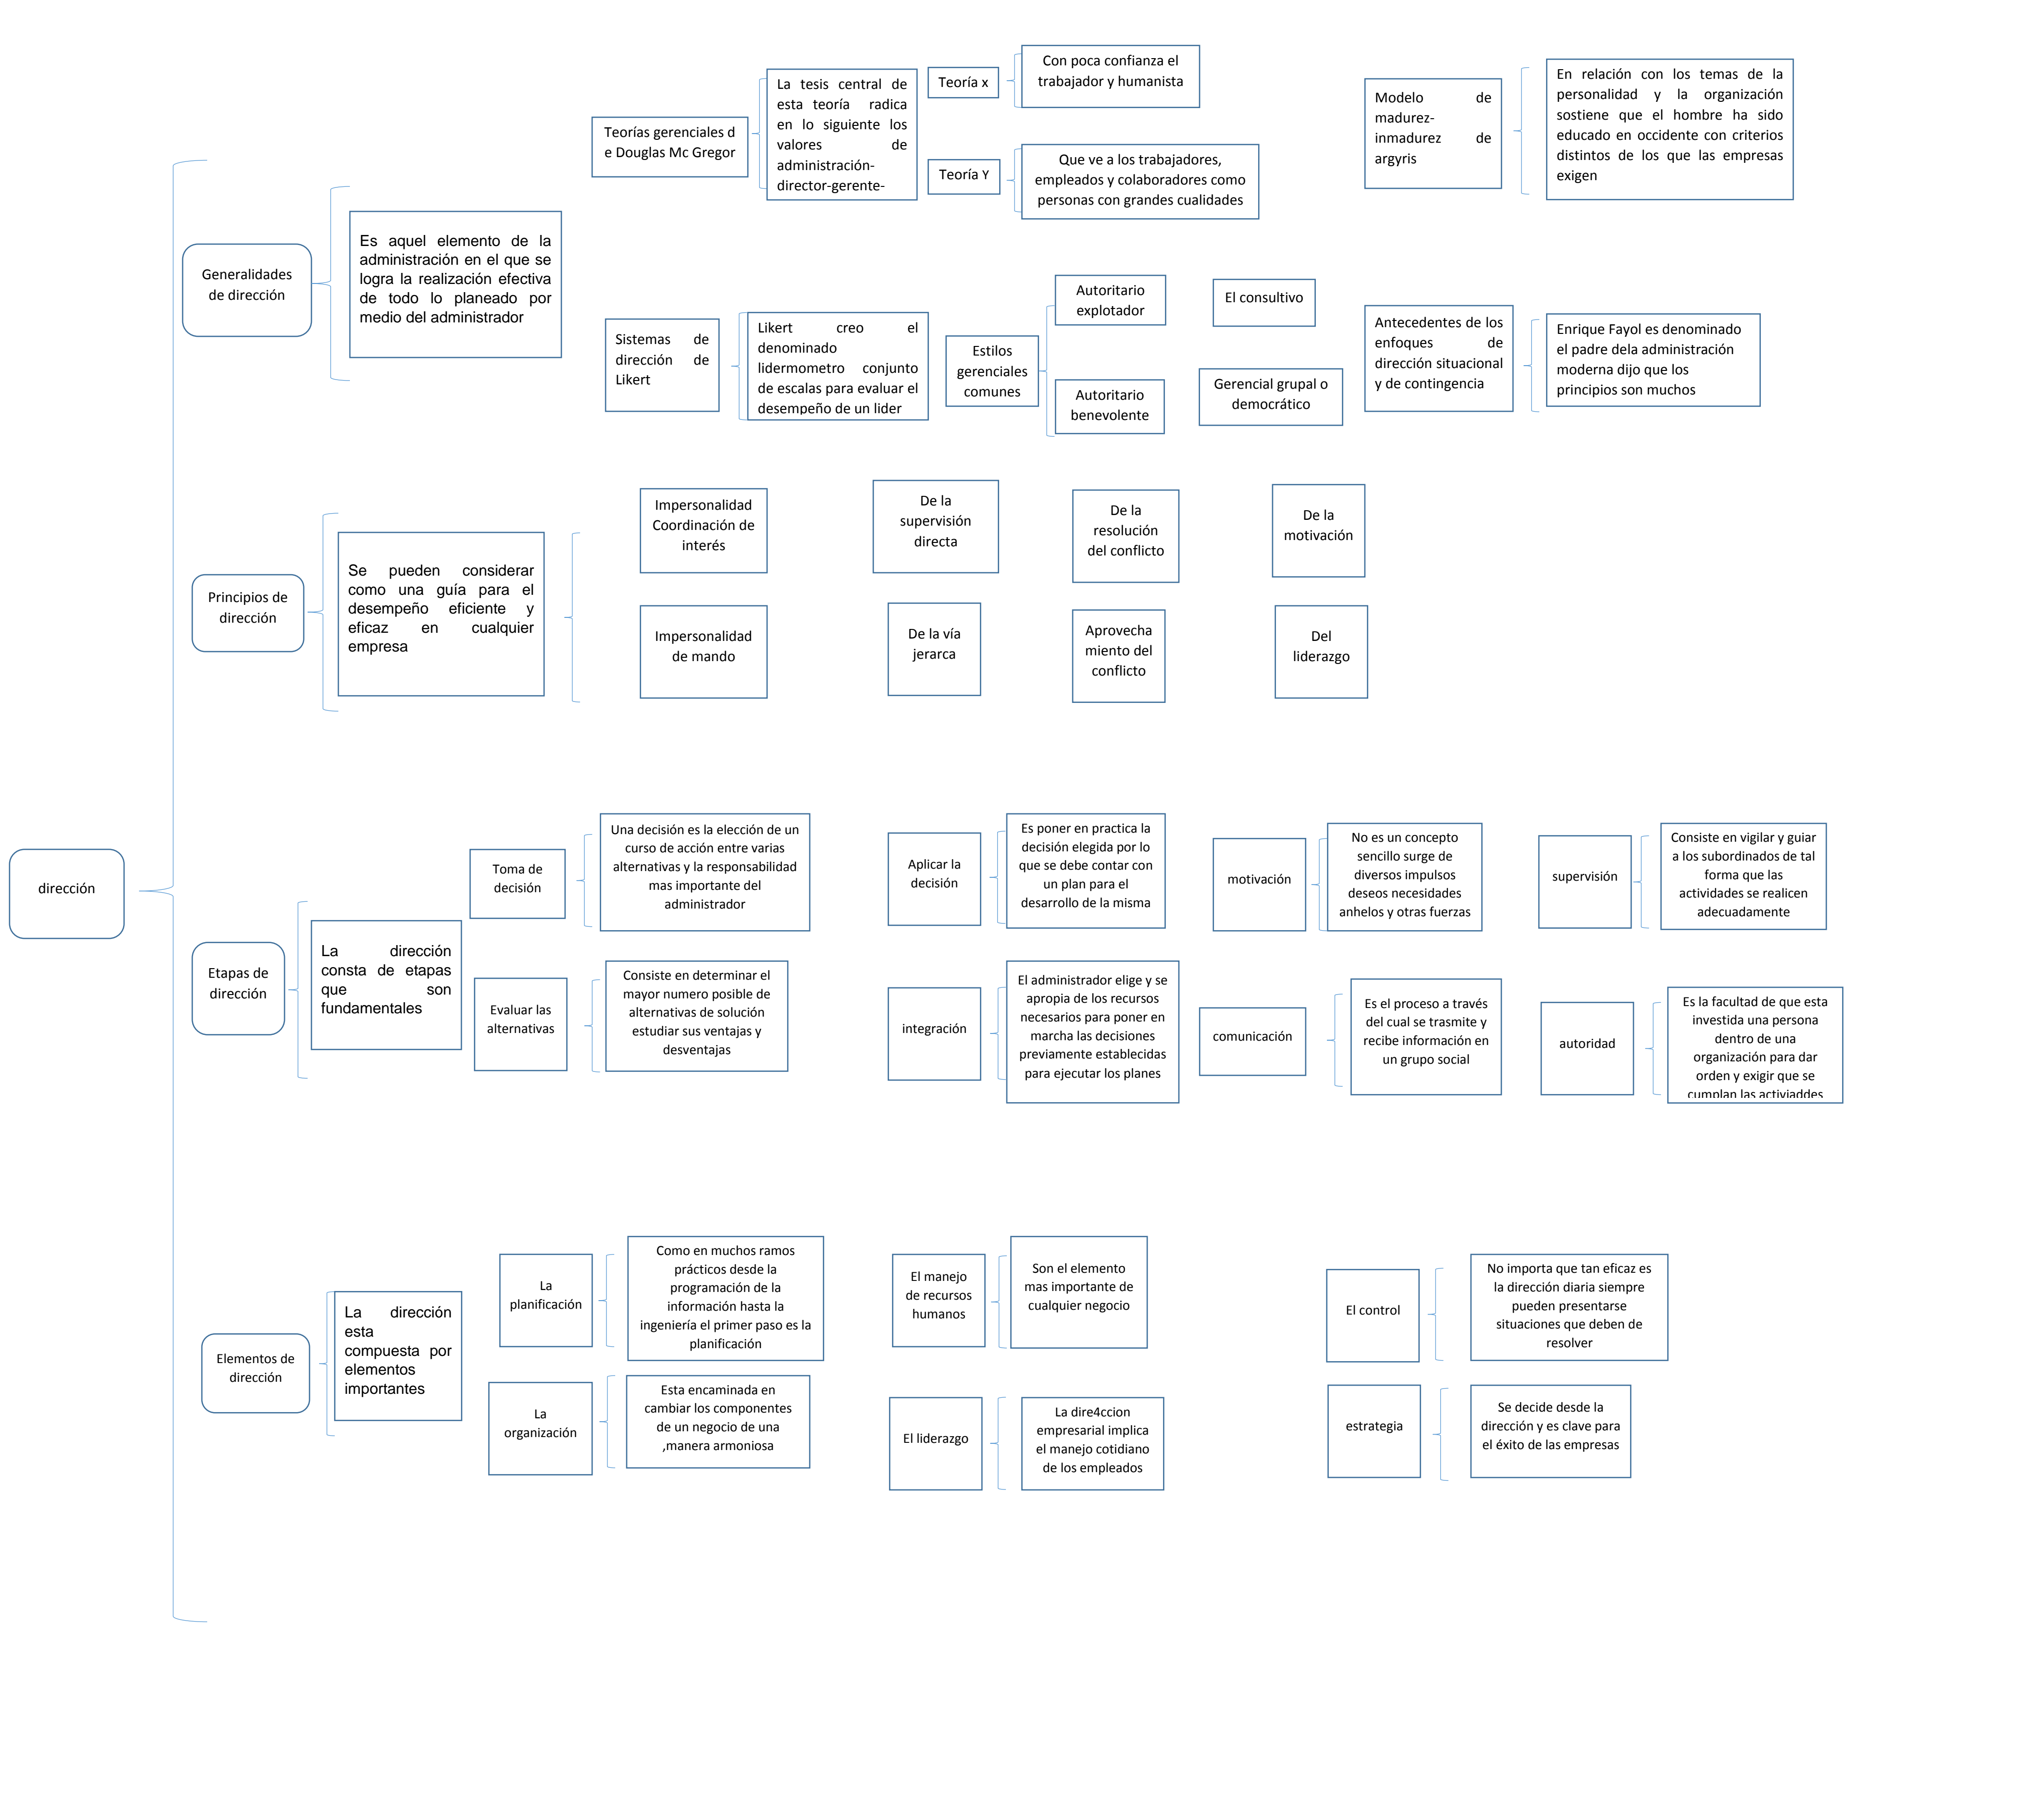 dirección
Generalidades
de dirección
Es aquel elemento de la
administración en el que se
logra la realización efectiva
de todo lo planeado por
medio del administrador
Teorías gerenciales d
e Douglas Mc Gregor
La tesis central de
esta teoría radica
en lo siguiente los
valores de
administración-
director-gerente-
Teoría x
Con poca confianza el
trabajador y humanista
Teoría Y
Que ve a los trabajadores,
empleados y colaboradores como
personas con grandes cualidades
Modelo de
madurez-
inmadurez de
argyris
En relación con los temas de la
personalidad y la organización
sostiene que el hombre ha sido
educado en occidente con criterios
distintos de los que las empresas
exigen
Sistemas de
dirección de
Likert
Likert creo el
denominado
lidermometro conjunto
de escalas para evaluar el
desempeño de un lider
Estilos
gerenciales
comunes
Autoritario
explotador
El consultivo
Autoritario
benevolente
Gerencial grupal o
democrático
Antecedentes de los
enfoques de
dirección situacional
y de contingencia
Enrique Fayol es denominado
el padre dela administración
moderna dijo que los
principios son muchos
Principios de
dirección
Se pueden considerar
como una guía para el
desempeño eficiente y
eficaz en cualquier
empresa
Impersonalidad
Coordinación de
interés
De la
supervisión
directa
De la
resolución
del conflicto
De la
motivación
Impersonalidad
de mando
De la vía
jerarca
Aprovecha
miento del
conflicto
Del
liderazgo
Etapas de
dirección
La dirección
consta de etapas
que son
fundamentales
Toma de
decisión
Una decisión es la elección de un
curso de acción entre varias
alternativas y la responsabilidad
mas importante del
administrador
Aplicar la
decisión
Es poner en practica la
decisión elegida por lo
que se debe contar con
un plan para el
desarrollo de la misma
motivación
No es un concepto
sencillo surge de
diversos impulsos
deseos necesidades
anhelos y otras fuerzas
supervisión
Consiste en vigilar y guiar
a los subordinados de tal
forma que las
actividades se realicen
adecuadamente
Evaluar las
alternativas
Consiste en determinar el
mayor numero posible de
alternativas de solución
estudiar sus ventajas y
desventajas
integración
El administrador elige y se
apropia de los recursos
necesarios para poner en
marcha las decisiones
previamente establecidas
para ejecutar los planes
comunicación
Es el proceso a través
del cual se trasmite y
recibe información en
un grupo social
autoridad
Es la facultad de que esta
investida una persona
dentro de una
organización para dar
orden y exigir que se
cumplan las activiaddes
Elementos de
dirección
La dirección
esta
compuesta por
elementos
importantes
La
planificación
Como en muchos ramos
prácticos desde la
programación de la
información hasta la
ingeniería el primer paso es la
planificación
El manejo
de recursos
humanos
Son el elemento
mas importante de
cualquier negocio
El control
No importa que tan eficaz es
la dirección diaria siempre
pueden presentarse
situaciones que deben de
resolver
La
organización
Esta encaminada en
cambiar los componentes
de un negocio de una
,manera armoniosa
El liderazgo
La dire4ccion
empresarial implica
el manejo cotidiano
de los empleados
estrategia
Se decide desde la
dirección y es clave para
el éxito de las empresas